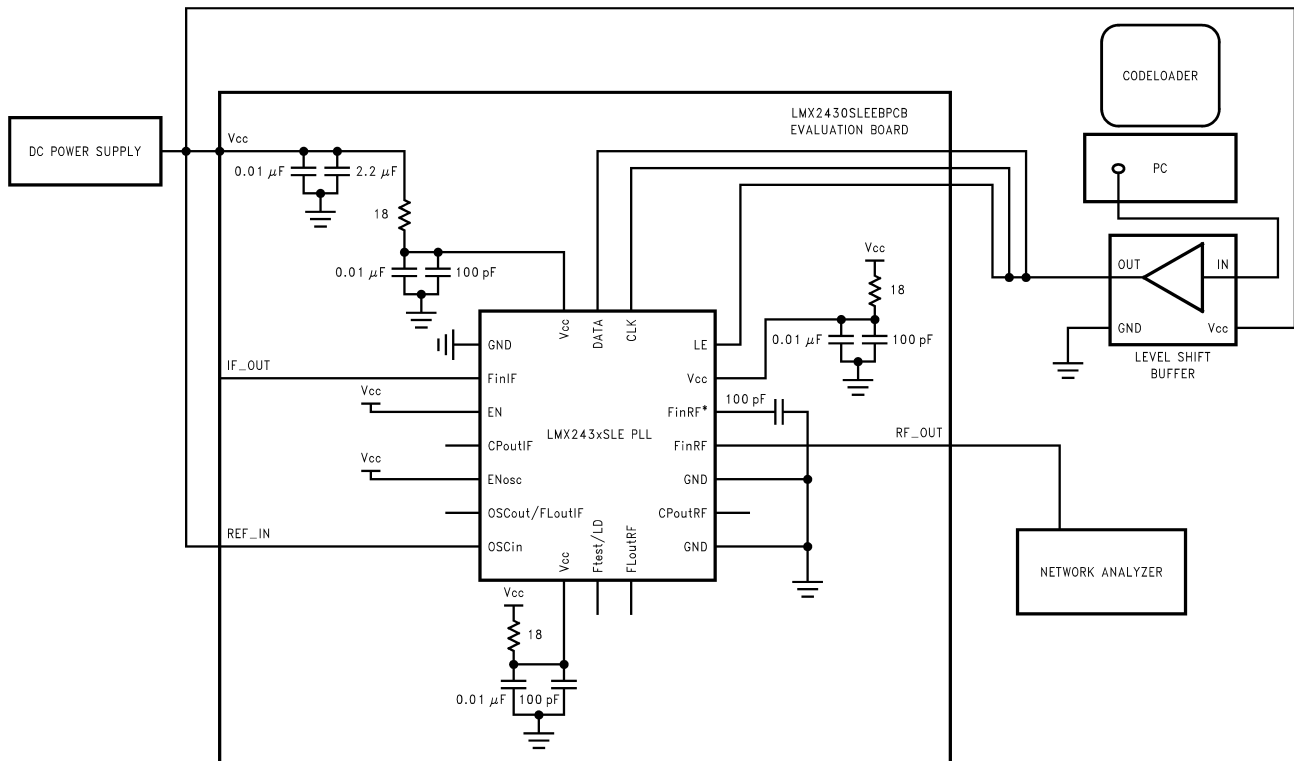 CODELOADER
LMX2430SLEEBPCB
EVALUATION BOARD
DC POWER SUPPLY
Vcc
0.01 µF
2.2 µF
PC
18
0.01 µF
100 pF
Vcc
18
OUT
IN
GND
Vcc
LEVEL SHIFT
BUFFER
0.01 µF
100 pF
Vcc
DATA
CLK
GND
LE
IF_OUT
FinIF
Vcc
Vcc
EN
FinRF*
100 pF
LMX243xSLE PLL
CPoutIF
FinRF
RF_OUT
Vcc
ENosc
GND
OSCout/FLoutIF
CPoutRF
REF_IN
OSCin
GND
Vcc
Ftest/LD
FLoutRF
NETWORK ANALYZER
Vcc
18
0.01 µF
100 pF